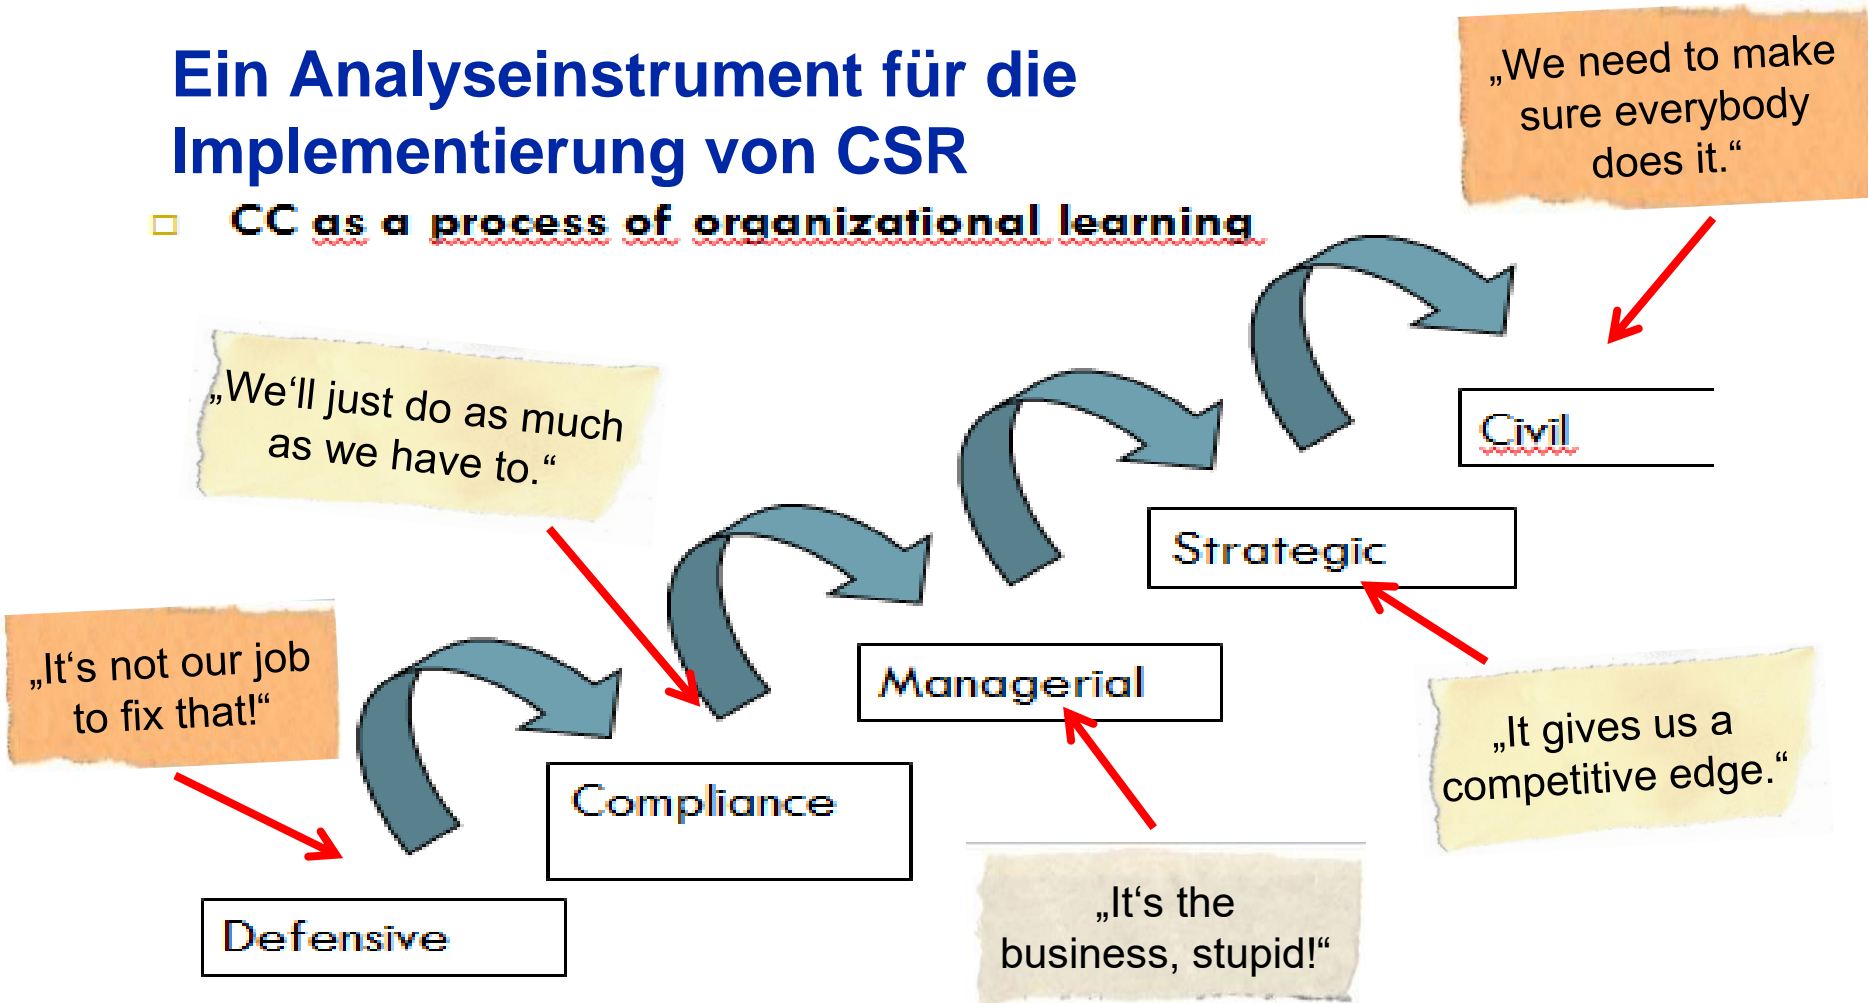 Ein Analyseinstrument für die
Implementierung von CSR
CC as a process of organizational learning
„We need to make
sure everybody
does it.“
„We‘ll just do as much
as we have to.“
Civil
Strategic
„It‘s not our job
to fix that!“
Managerial
„It gives us a
competitive edge.“
Compliance
„It‘s the
business, stupid!“
Defensive